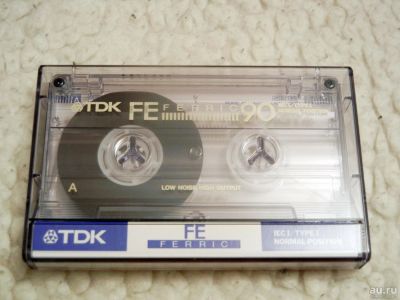 TDK FE FERRIC 90
A LOW NOISE HIGH OUTPUT
TDK FE IEC I / TYPE I
FERRIC NORMAL POSITION
au.ru